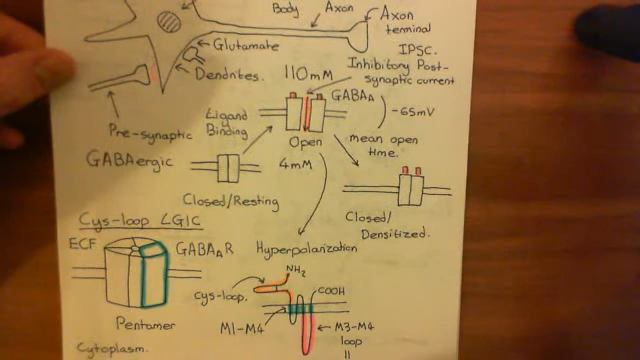 Body Axon
Axon
terminal
Glutamate
IPSC.
Dendrites.
110mM
Inhibitory Post-
synaptic current
GABAA
-65mV
Ligand
Binding
Pre-synaptic
Open
mean open
time.
GABAergic
4mM
Closed/Resting
Closed/
Densitized.
Cys-loop LGIC
ECF
GABAAR
Hyperpolarization
NH2
Cys-loop.
COOH
Pentamer
M1-M4
M3-M4
loop
Cytoplasm.